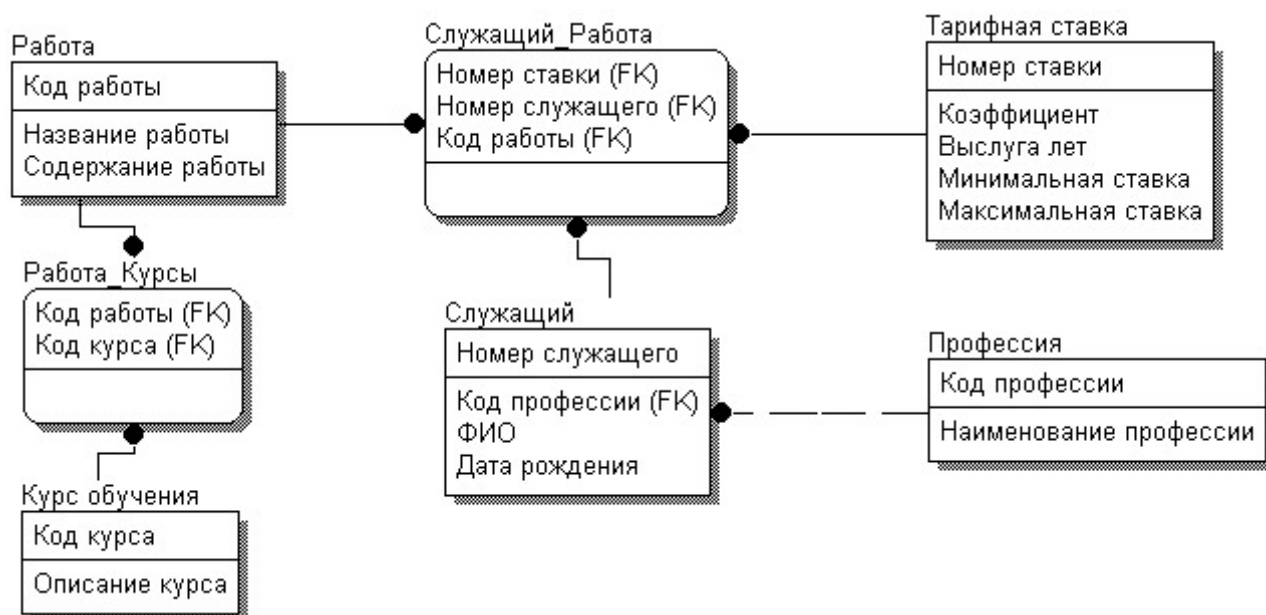 Работа
Код работы
Название работы
Содержание работы
Служащий_Работа
Номер ставки (FK)
Номер служащего (FK)
Код работы (FK)
Тарифная ставка
Номер ставки
Коэффициент
Выслуга лет
Минимальная ставка
Максимальная ставка
Работа_Курсы
Код работы (FK)
Код курса (FK)
Служащий
Номер служащего
Код профессии (FK)
ФИО
Дата рождения
Профессия
Код профессии
Наименование профессии
Курс обучения
Код курса
Описание курса